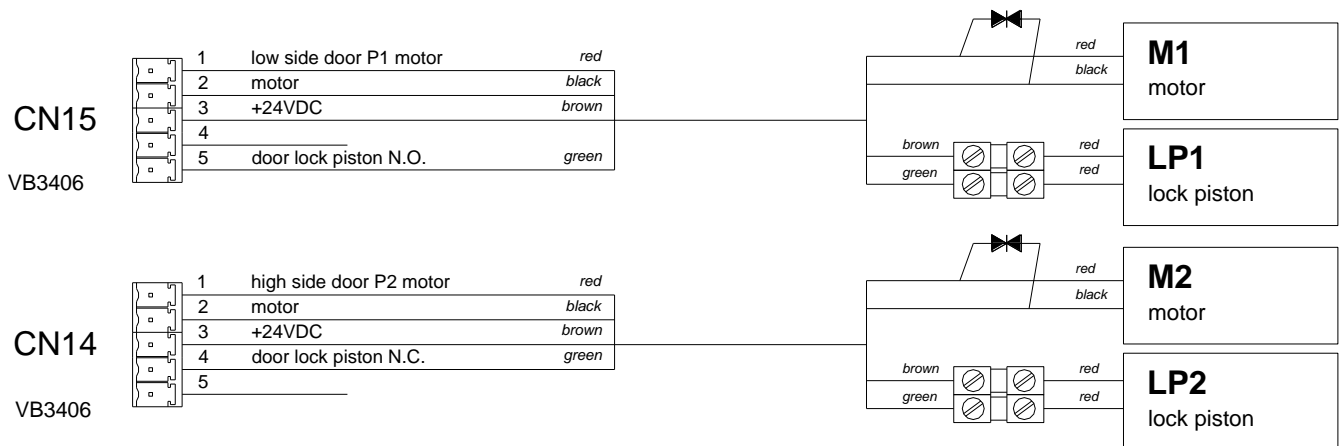 1 low side door P1 motor red
2 motor black
3 +24VDC brown
4
5 door lock piston N.O. green
CN15
VB3406
red
black
M1
motor
brown red
green red
LP1
lock piston
1 high side door P2 motor red
2 motor black
3 +24VDC brown
4 door lock piston N.C. green
5
CN14
VB3406
red
black
M2
motor
brown red
green red
LP2
lock piston